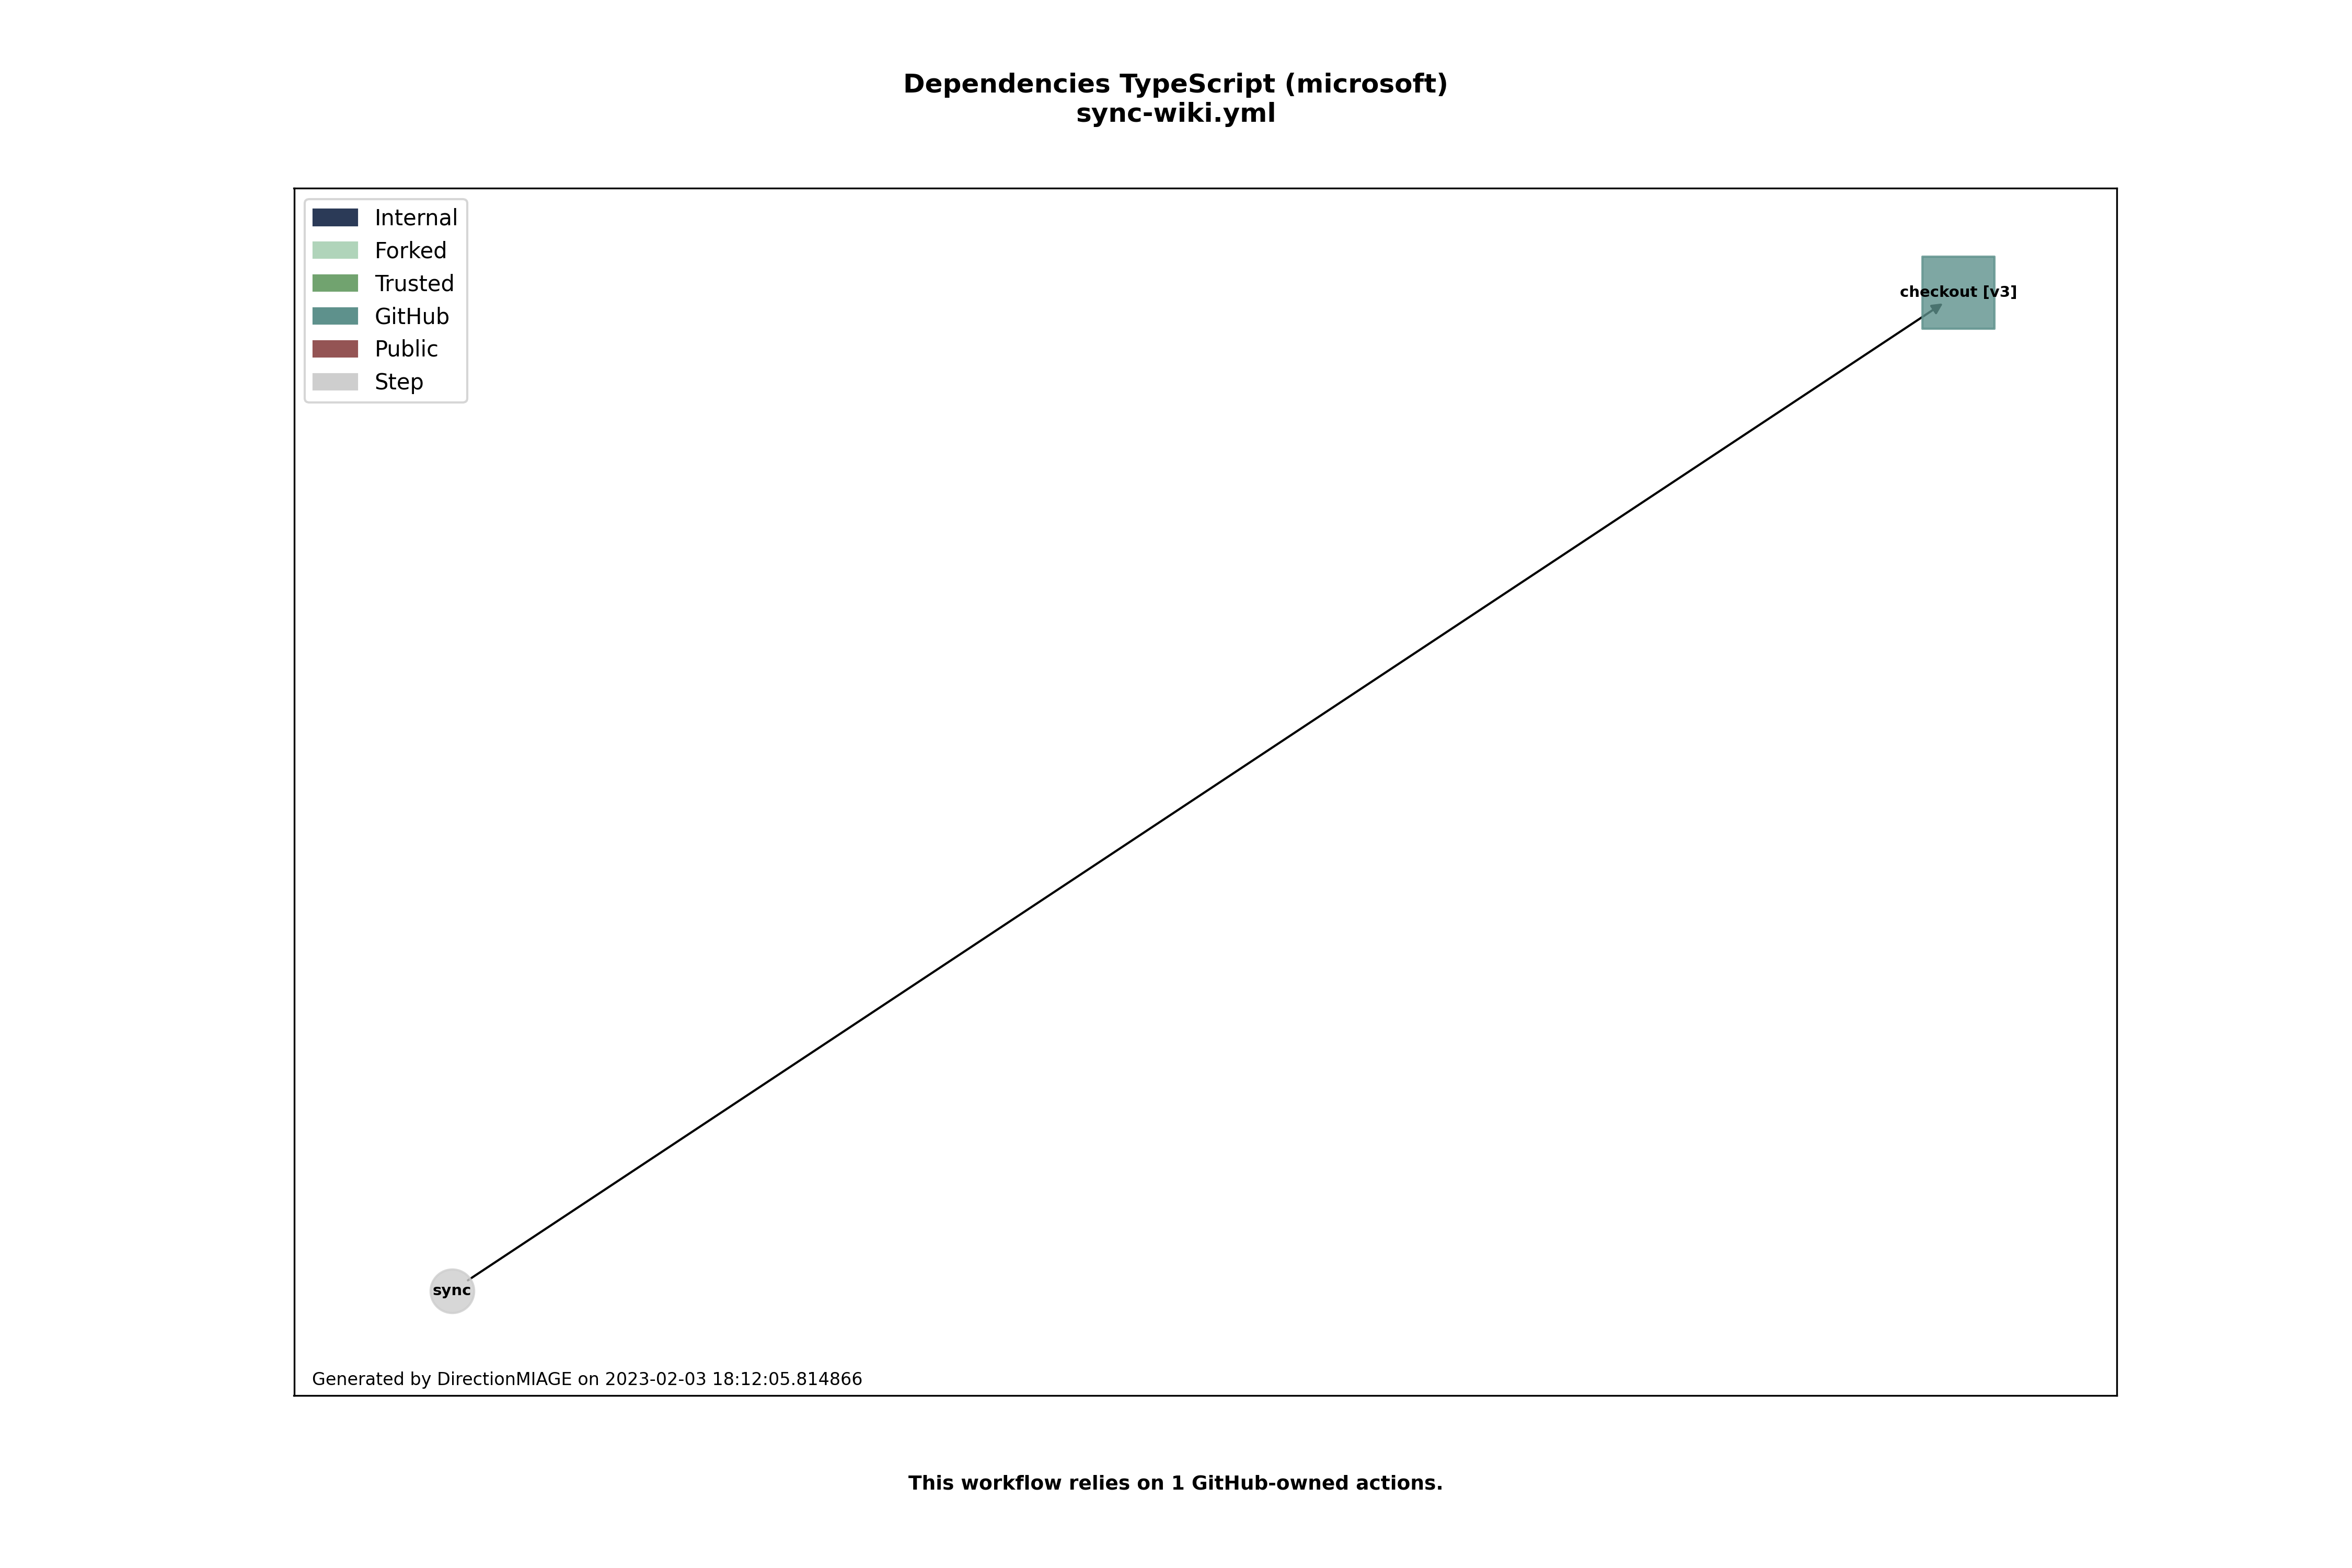 Dependencies TypeScript (microsoft)
sync-wiki.yml
Internal
Forked
Trusted
GitHub
Public
Step
checkout [v3]
sync
Generated by DirectionMIAGE on 2023-02-03 18:12:05.814866
This workflow relies on 1 GitHub-owned actions.